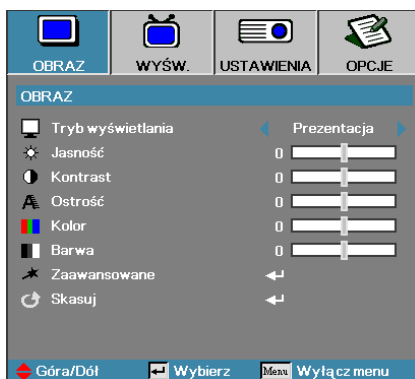 OBRAZ WYŚW. USTAWIENIA OPCJE
OBRAZ
Tryb wyświetlania Prezentacja
Jasność 0
Kontrast 0
Ostrość 0
Kolor 0
Barwa 0
Zaawansowane
Skasuj
Góra/Dół Wybierz Menu Wyłącz menu